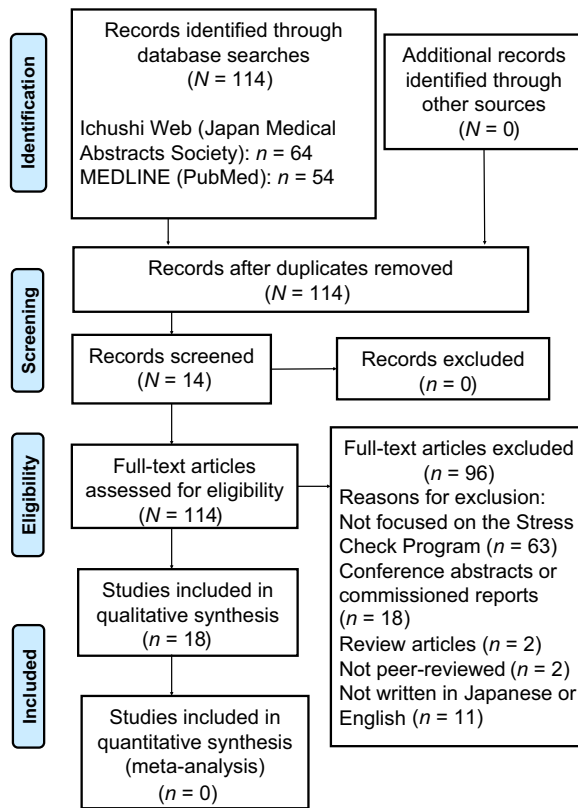 Identification
Records identified through
database searches
(N = 114)
Ichushi Web (Japan Medical
Abstracts Society): n = 64
MEDLINE (PubMed): n = 54
Additional records
identified through
other sources
(N = 0)
Records after duplicates removed
(N = 114)
Screening
Records screened
(N = 14)
Records excluded
(n = 0)
Eligibility
Full-text articles
assessed for eligibility
(N = 114)
Full-text articles excluded
(n = 96)
Reasons for exclusion:
Not focused on the Stress
Check Program (n = 63)
Conference abstracts or
commissioned reports
(n = 18)
Review articles (n = 2)
Not peer-reviewed (n = 2)
Not written in Japanese or
English (n = 11)
Included
Studies included in
qualitative synthesis
(n = 18)
Studies included in
quantitative synthesis
(meta-analysis)
(n = 0)